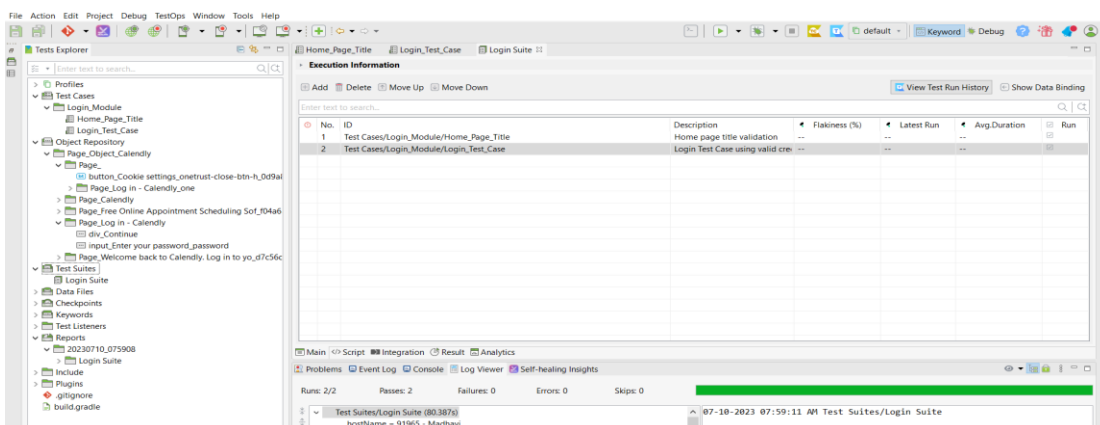 File Action Edit Project Debug TestOps Window Tools Help
default Keyword Debug
Tests Explorer
Home_Page_Title Login_Test_Case Login Suite
Enter text to search...
Execution Information
Profiles
Add Delete Move Up Move Down View Test Run History Show Data Binding
Test Cases
Login_Module
Enter text to search...
Home_Page_Title
Login_Test_Case
No. ID Description Flakiness (%) Latest Run Avg.Duration Run
1 Test Cases/Login_Module/Home_Page_Title Home page title validation -- -- --
2 Test Cases/Login_Module/Login_Test_Case Login Test Case using valid cre -- -- --
Object Repository
Page_Object_Calendly
Page_
button_Cookie settings_onetrust-close-btn-h_0d9al
Page_Log in - Calendly_one
Page_Calendly
Page_Free Online Appointment Scheduling Sof_f04a6
Page_Log in - Calendly
div_Continue
input_Enter your password_password
Page_Welcome back to Calendly. Log in to yo_d7c56c
Test Suites
Login Suite
Data Files
Checkpoints
Keywords
Test Listeners
Reports
20230710_075908
Login Suite
Include
Plugins
.gitignore
build.gradle
Main Script Integration Result Analytics
Problems Event Log Console Log Viewer Self-healing Insights
Runs: 2/2 Passes: 2 Failures: 0 Errors: 0 Skips: 0
Test Suites/Login Suite (80.387s)
hostName = 91965 - Madhavi
07-10-2023 07:59:11 AM Test Suites/Login Suite